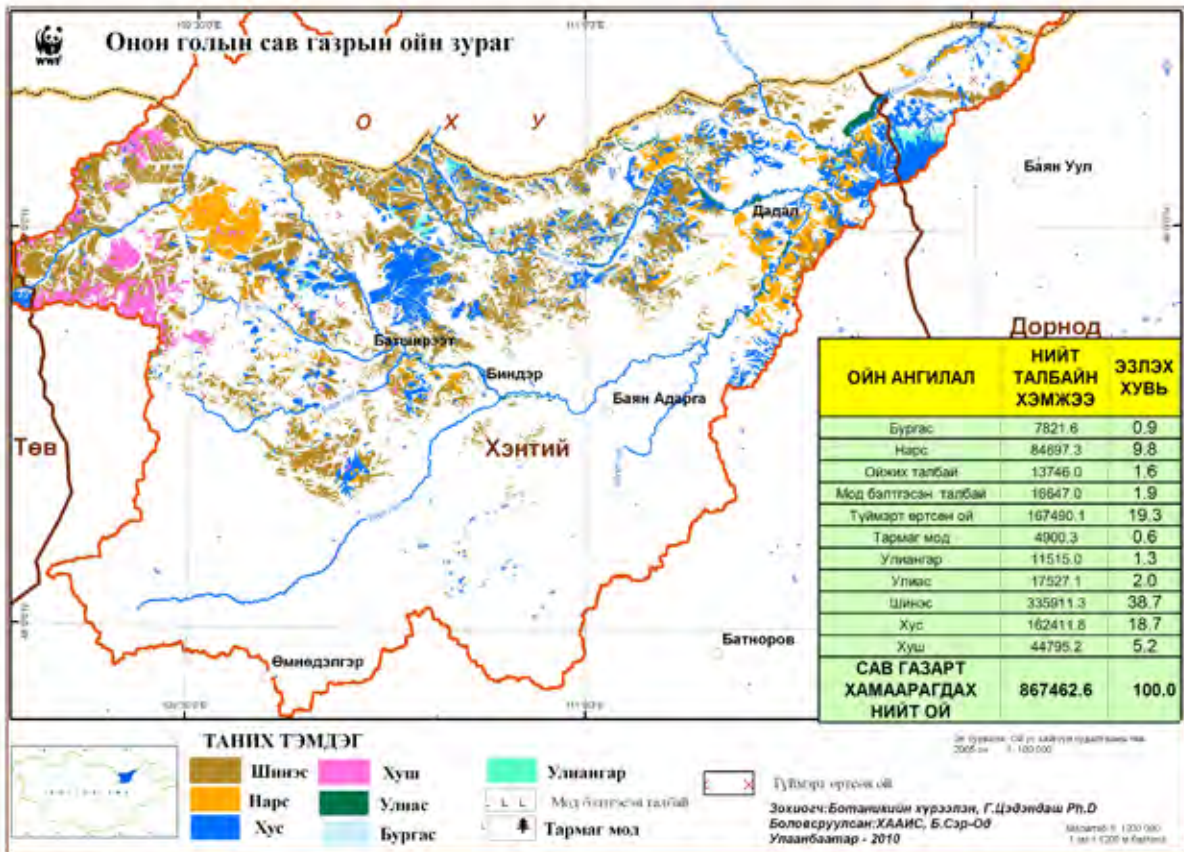 WWF
Онон голын сав газрын ойн зураг
О Х У
Баян Уул
Дадал
Дорнод
Батширээт
Биндэр
Баян Адарга
Төв
Хэнтий
Батноров
Өмнөдэлгэр
ОЙН АНГИЛАЛ НИЙТ ТАЛБАЙН ХЭМЖЭЭ ЭЗЛЭХ ХУВЬ
Бургас 7821.6 0.9
Нарс 84697.3 9.8
Ойжих талбай 13746.0 1.6
Мод бэлтгэсэн талбай 16647.0 1.9
Түймэрт өртсөн ой 167490.1 19.3
Тармаг мод 4900.3 0.6
Улиангар 11515.0 1.3
Улиас 17527.1 2.0
Шинэс 335911.3 38.7
Хус 162411.8 18.7
Хуш 44795.2 5.2
САВ ГАЗАРТ ХАМААРАГДАХ НИЙТ ОЙ 867462.6 100.0
ТАНИХ ТЭМДЭГ
Шинэс
Хуш
Улиангар
Нарс
Улиас
Мод бэлтгэсэн талбай
Хус
Бургас
Тармаг мод
Түймэрт өртсөн ой
Зохиогч:Ботаникийн хүрээлэн, Г.Цэдэндаш Ph.D
Боловсруулсан:ХААИС, Б.Сэр-Од
Улаанбаатар - 2010